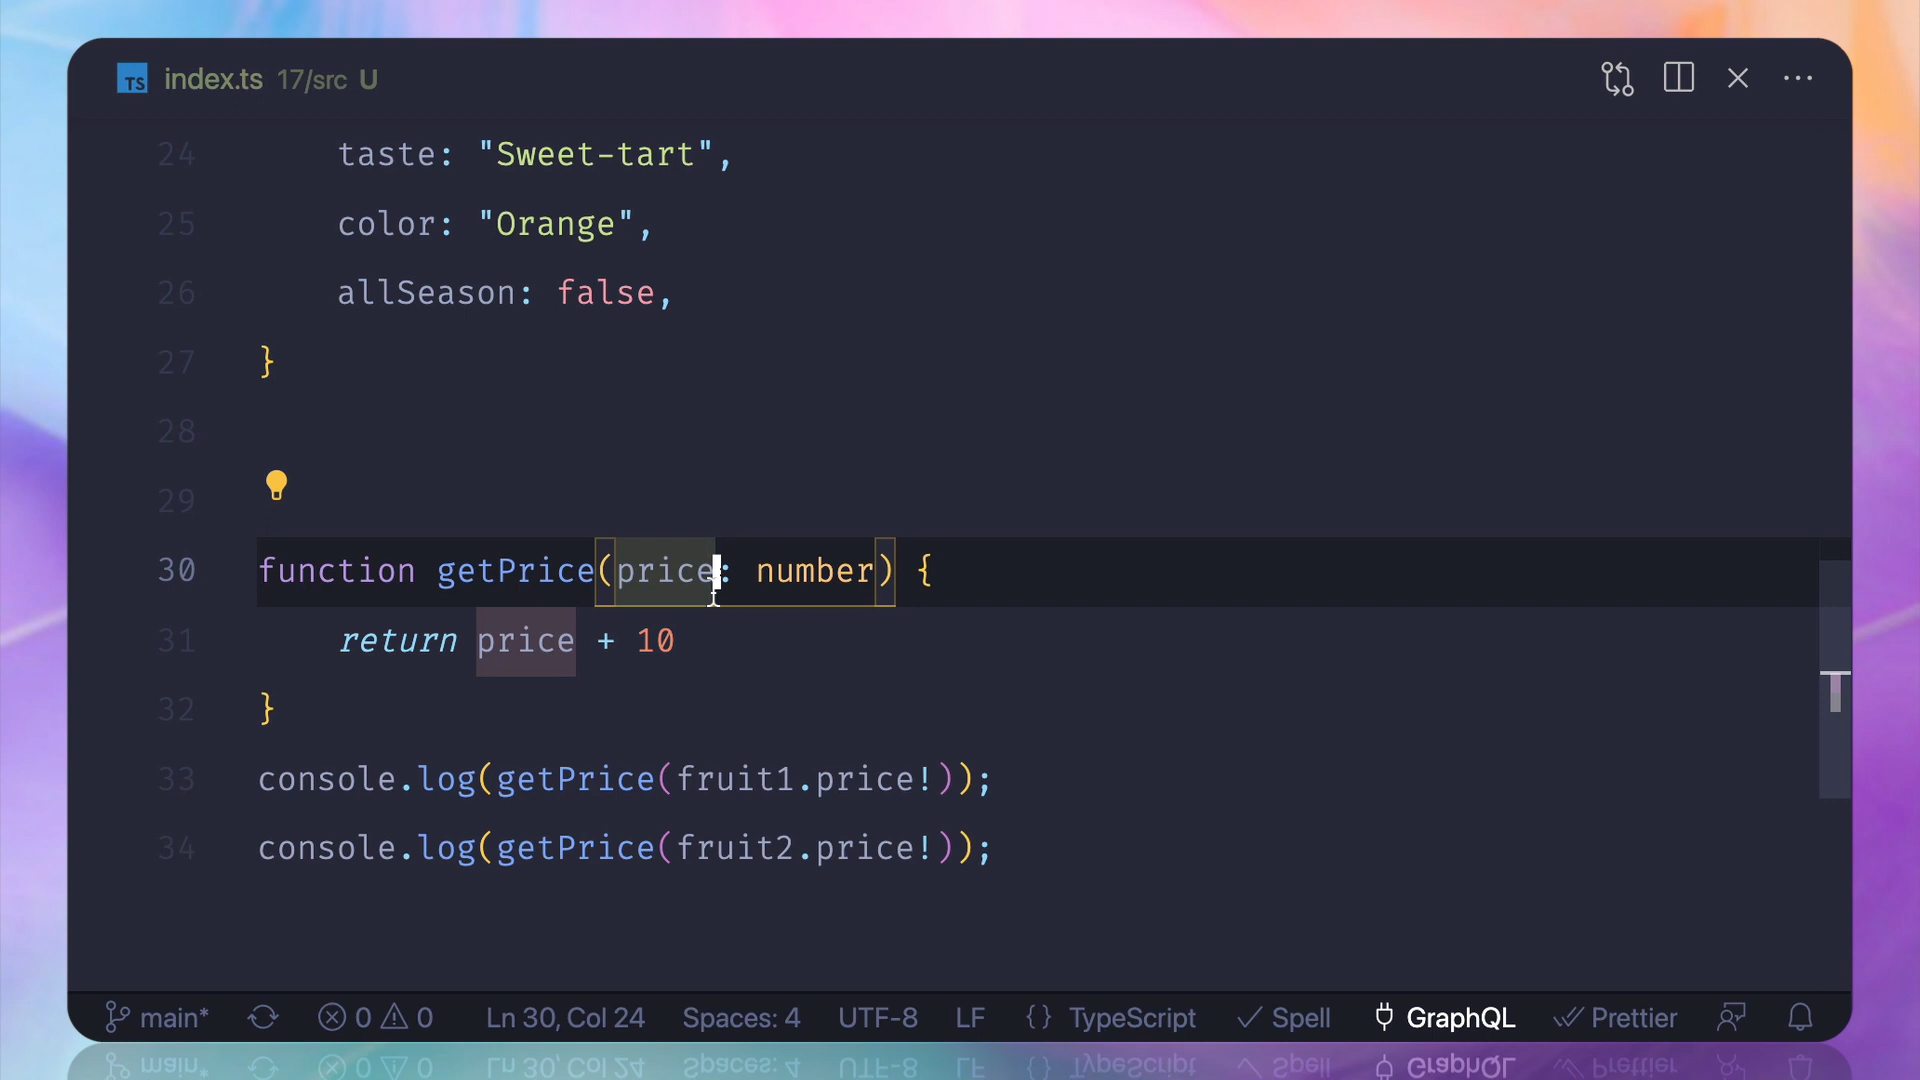 TS index.ts 17/src U
24 taste: "Sweet-tart",
25 color: "Orange",
26 allSeason: false,
27 }
28
29
30 function getPrice(price: number) {
31 return price + 10
32 }
33 console.log(getPrice(fruit1.price!));
34 console.log(getPrice(fruit2.price!));
main* 0 0 Ln 30, Col 24 Spaces: 4 UTF-8 LF {} TypeScript Spell GraphQL Prettier